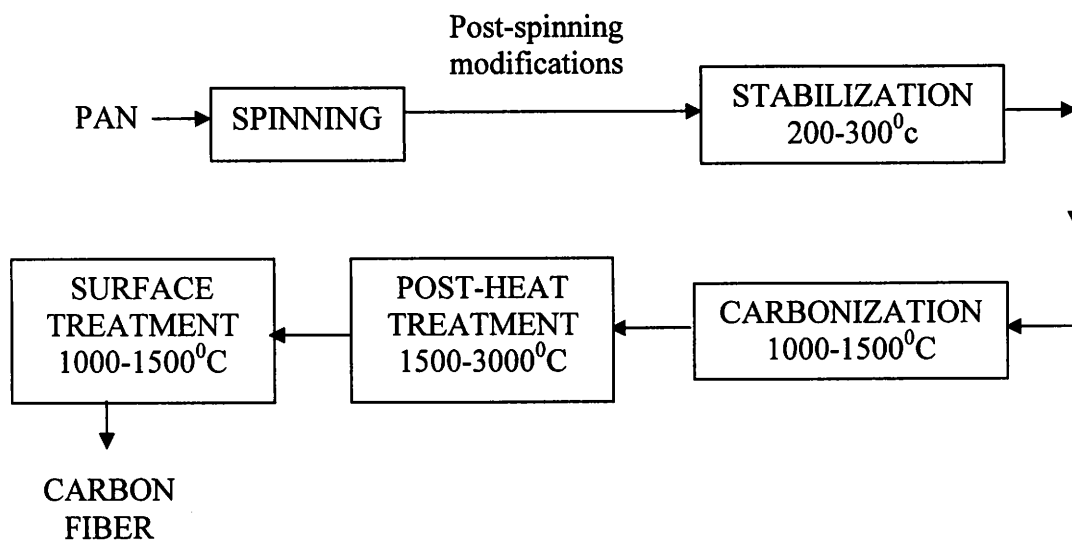 Post-spinning
modifications
PAN
SPINNING
STABILIZATION
200-300⁰c
CARBONIZATION
1000-1500⁰C
POST-HEAT
TREATMENT
1500-3000⁰C
SURFACE
TREATMENT
1000-1500⁰C
CARBON
FIBER